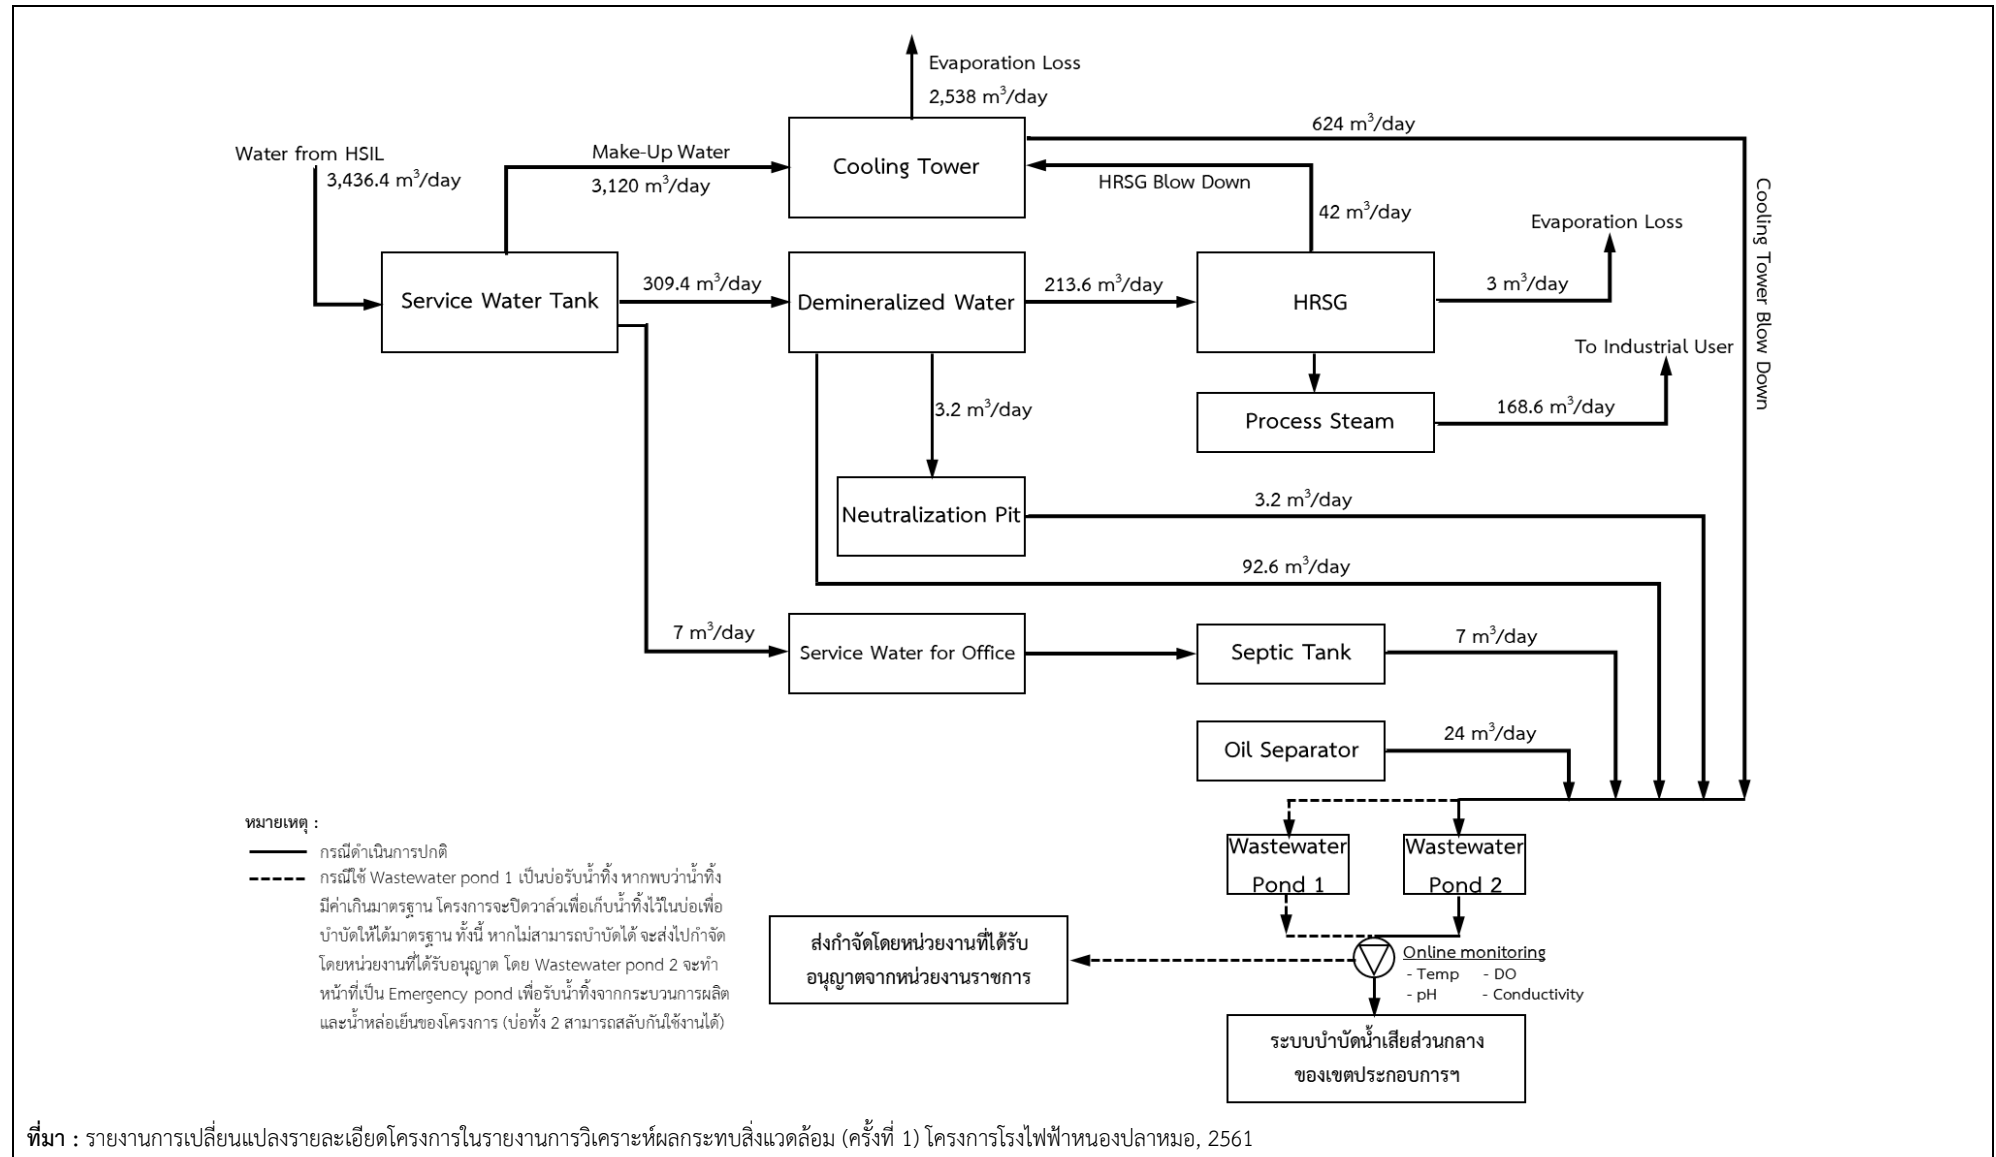 Evaporation Loss
2,538 m³/day
624 m³/day
Water from HSIL
3,436.4 m³/day
Make-Up Water
3,120 m³/day
Cooling Tower
HRSG Blow Down
42 m³/day
Evaporation Loss
Cooling Tower Blow Down
Service Water Tank
309.4 m³/day
Demineralized Water
213.6 m³/day
HRSG
3 m³/day
To Industrial User
3.2 m³/day
Process Steam
168.6 m³/day
Neutralization Pit
3.2 m³/day
92.6 m³/day
7 m³/day
Service Water for Office
Septic Tank
7 m³/day
Oil Separator
24 m³/day
Wastewater
Pond 1
Wastewater
Pond 2
หมายเหตุ :
กรณีดำเนินการปกติ
กรณีใช้ Wastewater pond 1 เป็นบ่อรับน้ำทิ้ง หากพบว่าน้ำทิ้ง
มีค่าเกินมาตรฐาน โครงการจะปิดวาล์วเพื่อเก็บน้ำทิ้งไว้ในบ่อเพื่อ
บำบัดให้ได้มาตรฐาน ทั้งนี้ หากไม่สามารถบำบัดได้ จะส่งไปกำจัด
โดยหน่วยงานที่ได้รับอนุญาต โดย Wastewater pond 2 จะทำ
หน้าที่เป็น Emergency pond เพื่อรับน้ำทิ้งจากกระบวนการผลิต
และน้ำหล่อเย็นของโครงการ (บ่อทั้ง 2 สามารถสลับกันใช้งานได้)
ส่งกำจัดโดยหน่วยงานที่ได้รับ
อนุญาตจากหน่วยงานราชการ
Online monitoring
- Temp - DO
- pH - Conductivity
ระบบบำบัดน้ำเสียส่วนกลาง
ของเขตประกอบการฯ
ที่มา : รายงานการเปลี่ยนแปลงรายละเอียดโครงการในรายงานการวิเคราะห์ผลกระทบสิ่งแวดล้อม (ครั้งที่ 1) โครงการโรงไฟฟ้าหนองปลาหมอ, 2561